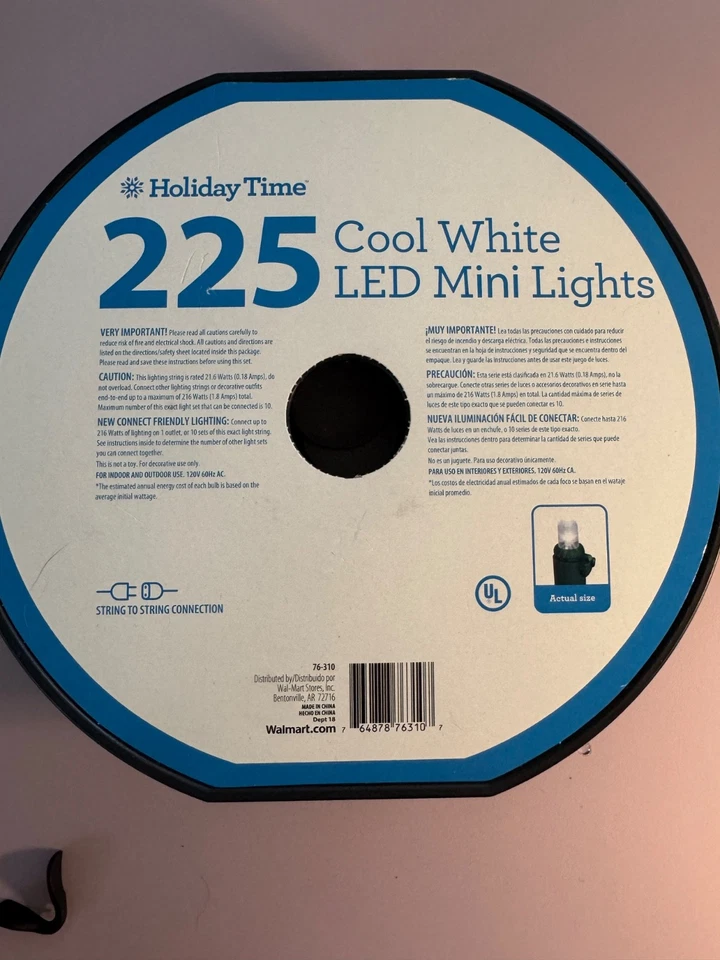 Holiday Time™
225
Cool White
LED Mini Lights
VERY IMPORTANT! Please read all cautions carefully to
reduce risk of fire and electrical shock. All cautions and directions are
listed on the directions/safety sheet located inside this package.
Please read and save these instructions before using this set.
CAUTION: This lighting string is rated 21.6 Watts (0.18 Amps), do
not overload. Connect other lighting strings or decorative outfits
end-to-end up to a maximum of 216 Watts (1.8 Amps) total.
Maximum number of this exact light set that can be connected is 10.
NEW CONNECT FRIENDLY LIGHTING: Connect up to
216 Watts of lighting on 1 outlet, or 10 sets of this exact light string.
See instructions inside to determine the number of other light sets
you can connect together.
This is not a toy. For decorative use only.
FOR INDOOR AND OUTDOOR USE. 120V 60Hz AC.
*The estimated annual energy cost of each bulb is based on the
average initial wattage.
¡MUY IMPORTANTE! Lea todas las precauciones con cuidado para reducir
el riesgo de incendio y descarga eléctrica. Todas las precauciones e instrucciones
se encuentran en la hoja de instrucciones y seguridad que se encuentra dentro del
empaque. Lea y guarde las instrucciones antes de usar este juego de luces.
PRECAUCIÓN: Esta serie está clasificada en 21.6 Watts (0.18 Amps), no la
sobrecargue. Conecte otras series de luces o accesorios decorativos en serie hasta
un máximo de 216 Watts (1.8 Amps) en total. La cantidad máxima de series de
luces de este tipo exacto que se pueden conectar es 10.
NUEVA ILUMINACIÓN FÁCIL DE CONECTAR: Conecte hasta 216
Watts de luces en un enchufe, o 10 series de este tipo exacto.
Vea las instrucciones dentro para determinar la cantidad de series que puede
conectar juntas.
No es un juguete. Para uso decorativo únicamente.
PARA USO EN INTERIORES Y EXTERIORES. 120V 60Hz CA.
*Los costos de electricidad anual estimados de cada foco se basan en el wataje
inicial promedio.
STRING TO STRING CONNECTION
UL
Actual size
76-310
Distributed by/Distribuido por
Wal-Mart Stores, Inc.
Bentonville, AR 72716
MADE IN CHINA
HECHO EN CHINA
Dept 18
Walmart.com
7 64878 76310 7